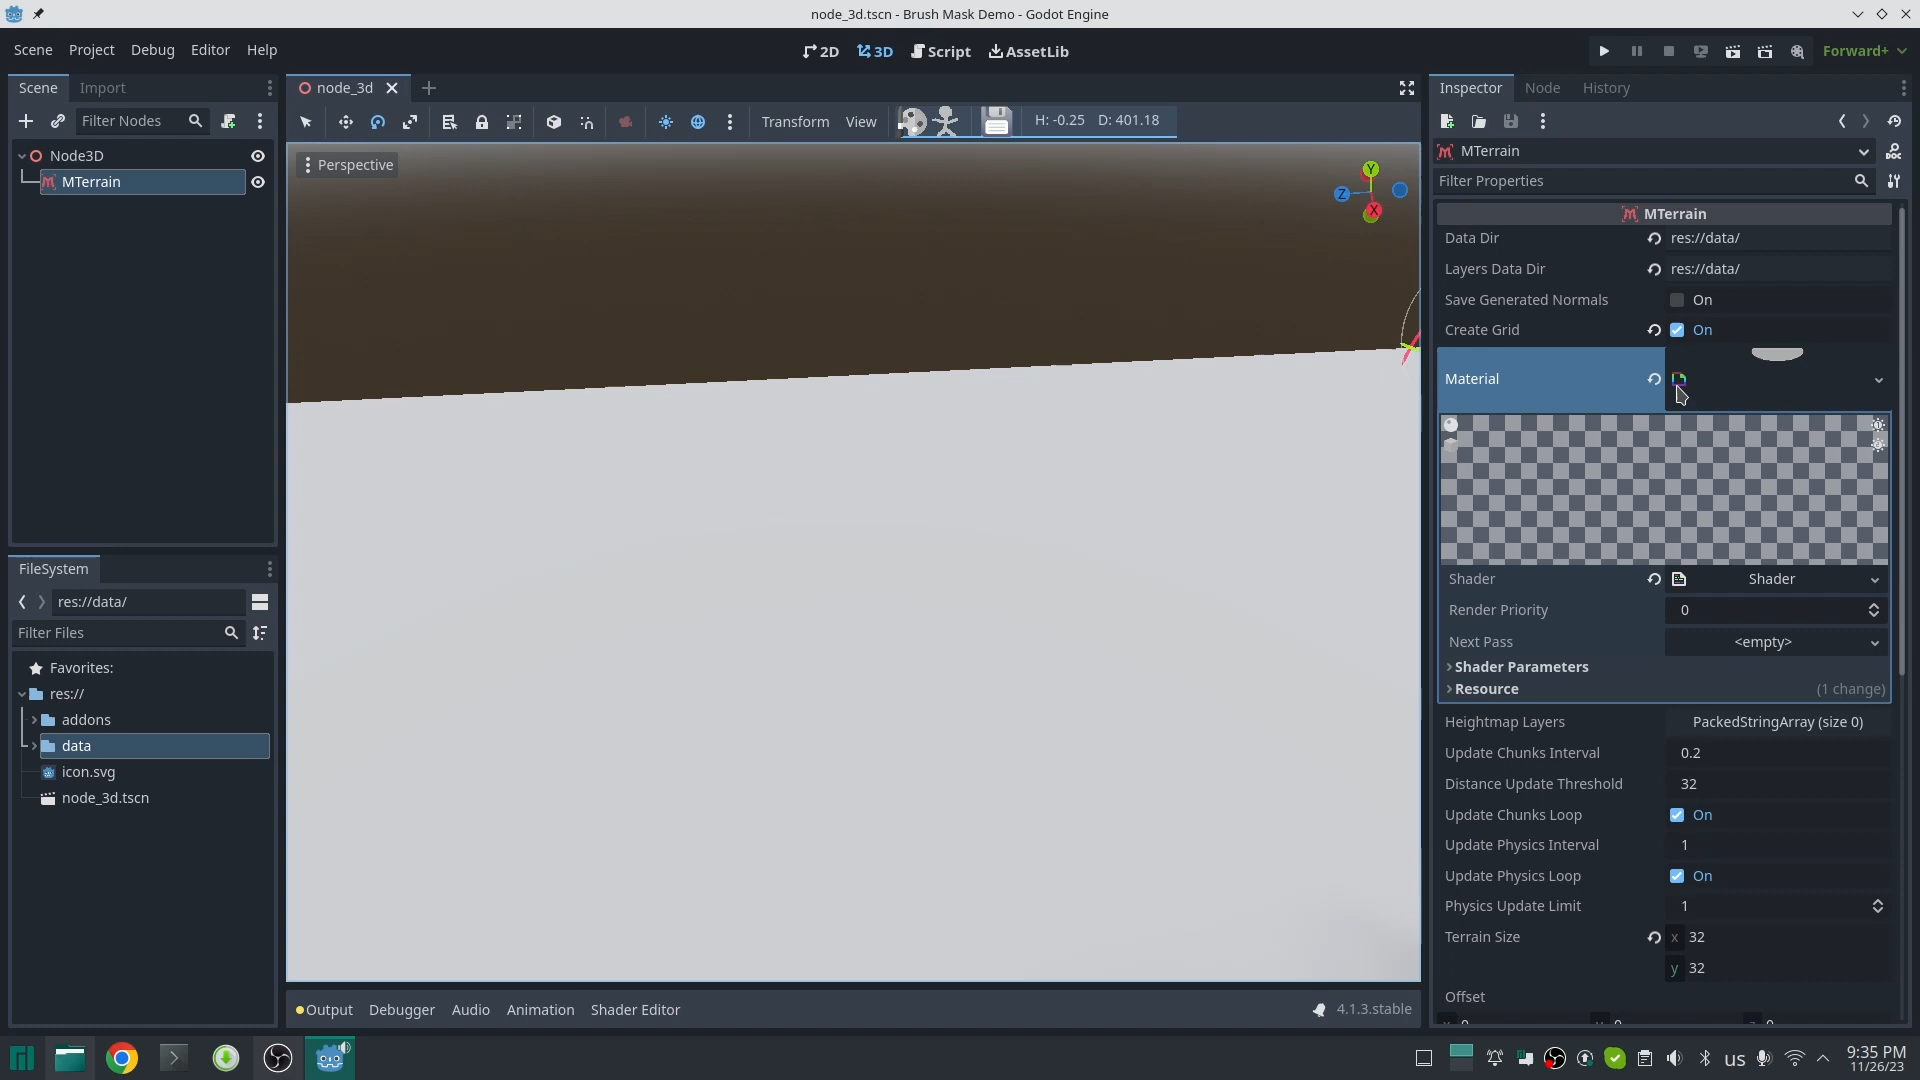 node_3d.tscn - Brush Mask Demo - Godot Engine
Scene Project Debug Editor Help
2D 3D Script AssetLib
Forward+
Scene Import
node_3d
Inspector Node History
Filter Nodes
Transform View
H: -0.25 D: 401.18
Node3D
MTerrain
Perspective
Y
Z
X
MTerrain
Filter Properties
MTerrain
Data Dir res://data/
Layers Data Dir res://data/
Save Generated Normals On
Create Grid On
Material
Shader Shader
Render Priority 0
Next Pass <empty>
Shader Parameters
Resource (1 change)
Heightmap Layers PackedStringArray (size 0)
Update Chunks Interval 0.2
Distance Update Threshold 32
Update Chunks Loop On
Update Physics Interval 1
Update Physics Loop On
Physics Update Limit 1
Terrain Size x 32
y 32
Offset
FileSystem
res://data/
Filter Files
Favorites:
res://
addons
data
icon.svg
node_3d.tscn
Output Debugger Audio Animation Shader Editor
4.1.3.stable
us
9:35 PM
11/26/23